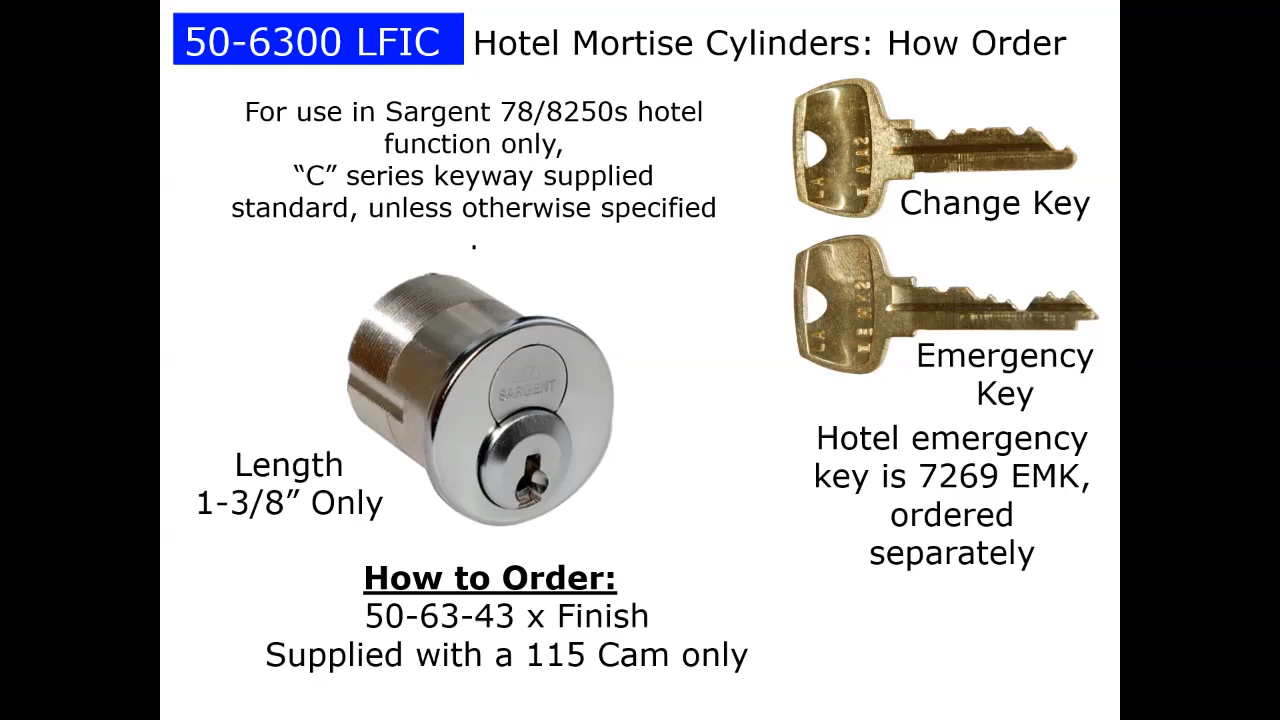 50-6300 LFIC Hotel Mortise Cylinders: How Order
For use in Sargent 78/8250s hotel
function only,
“C” series keyway supplied
standard, unless otherwise specified
.
Change Key
Emergency
Key
SARGENT
Length
1-3/8” Only
Hotel emergency
key is 7269 EMK,
ordered
separately
How to Order:
50-63-43 x Finish
Supplied with a 115 Cam only